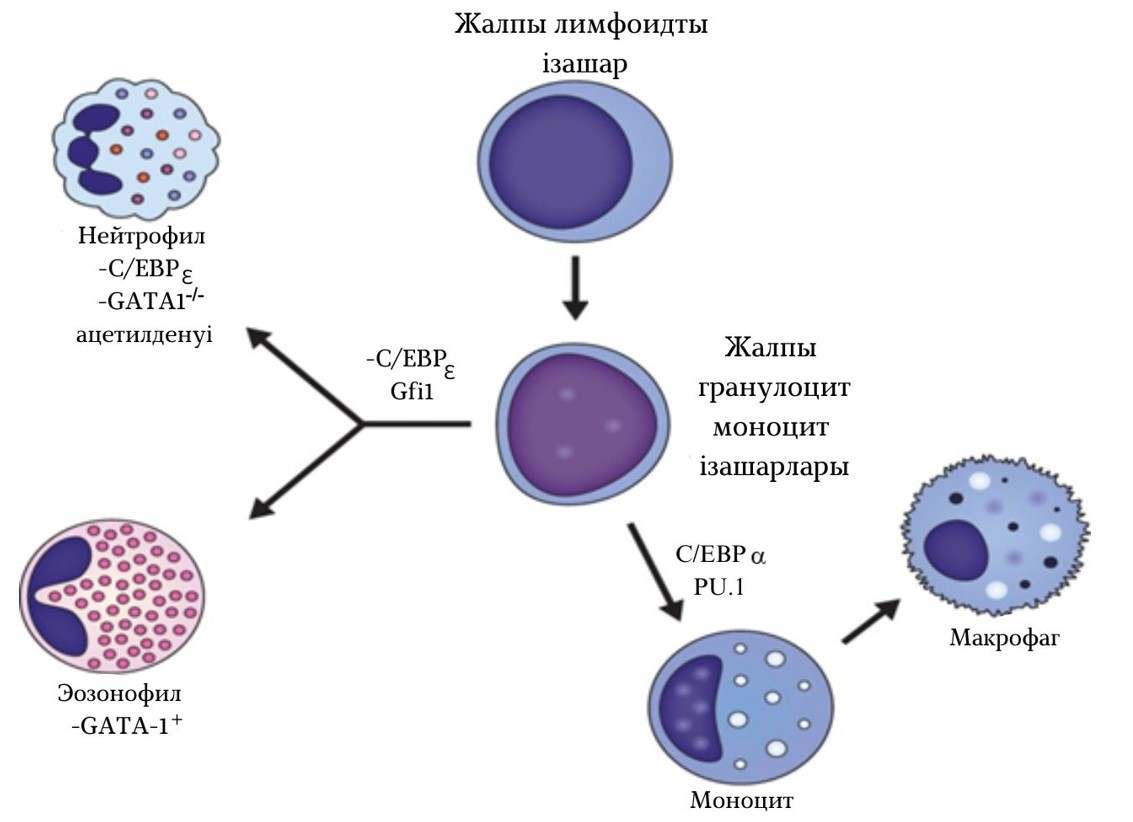 Жалпы лимфоидты
ізашар
Нейтрофил
-C/EBPε
-GATA1-/-
ацетилденуі
-C/EBPε
Gfi1
Жалпы
гранулоцит
моноцит
ізашарлары
C/EBP α
PU.1
Макрофаг
Эозонофил
-GATA-1+
Моноцит